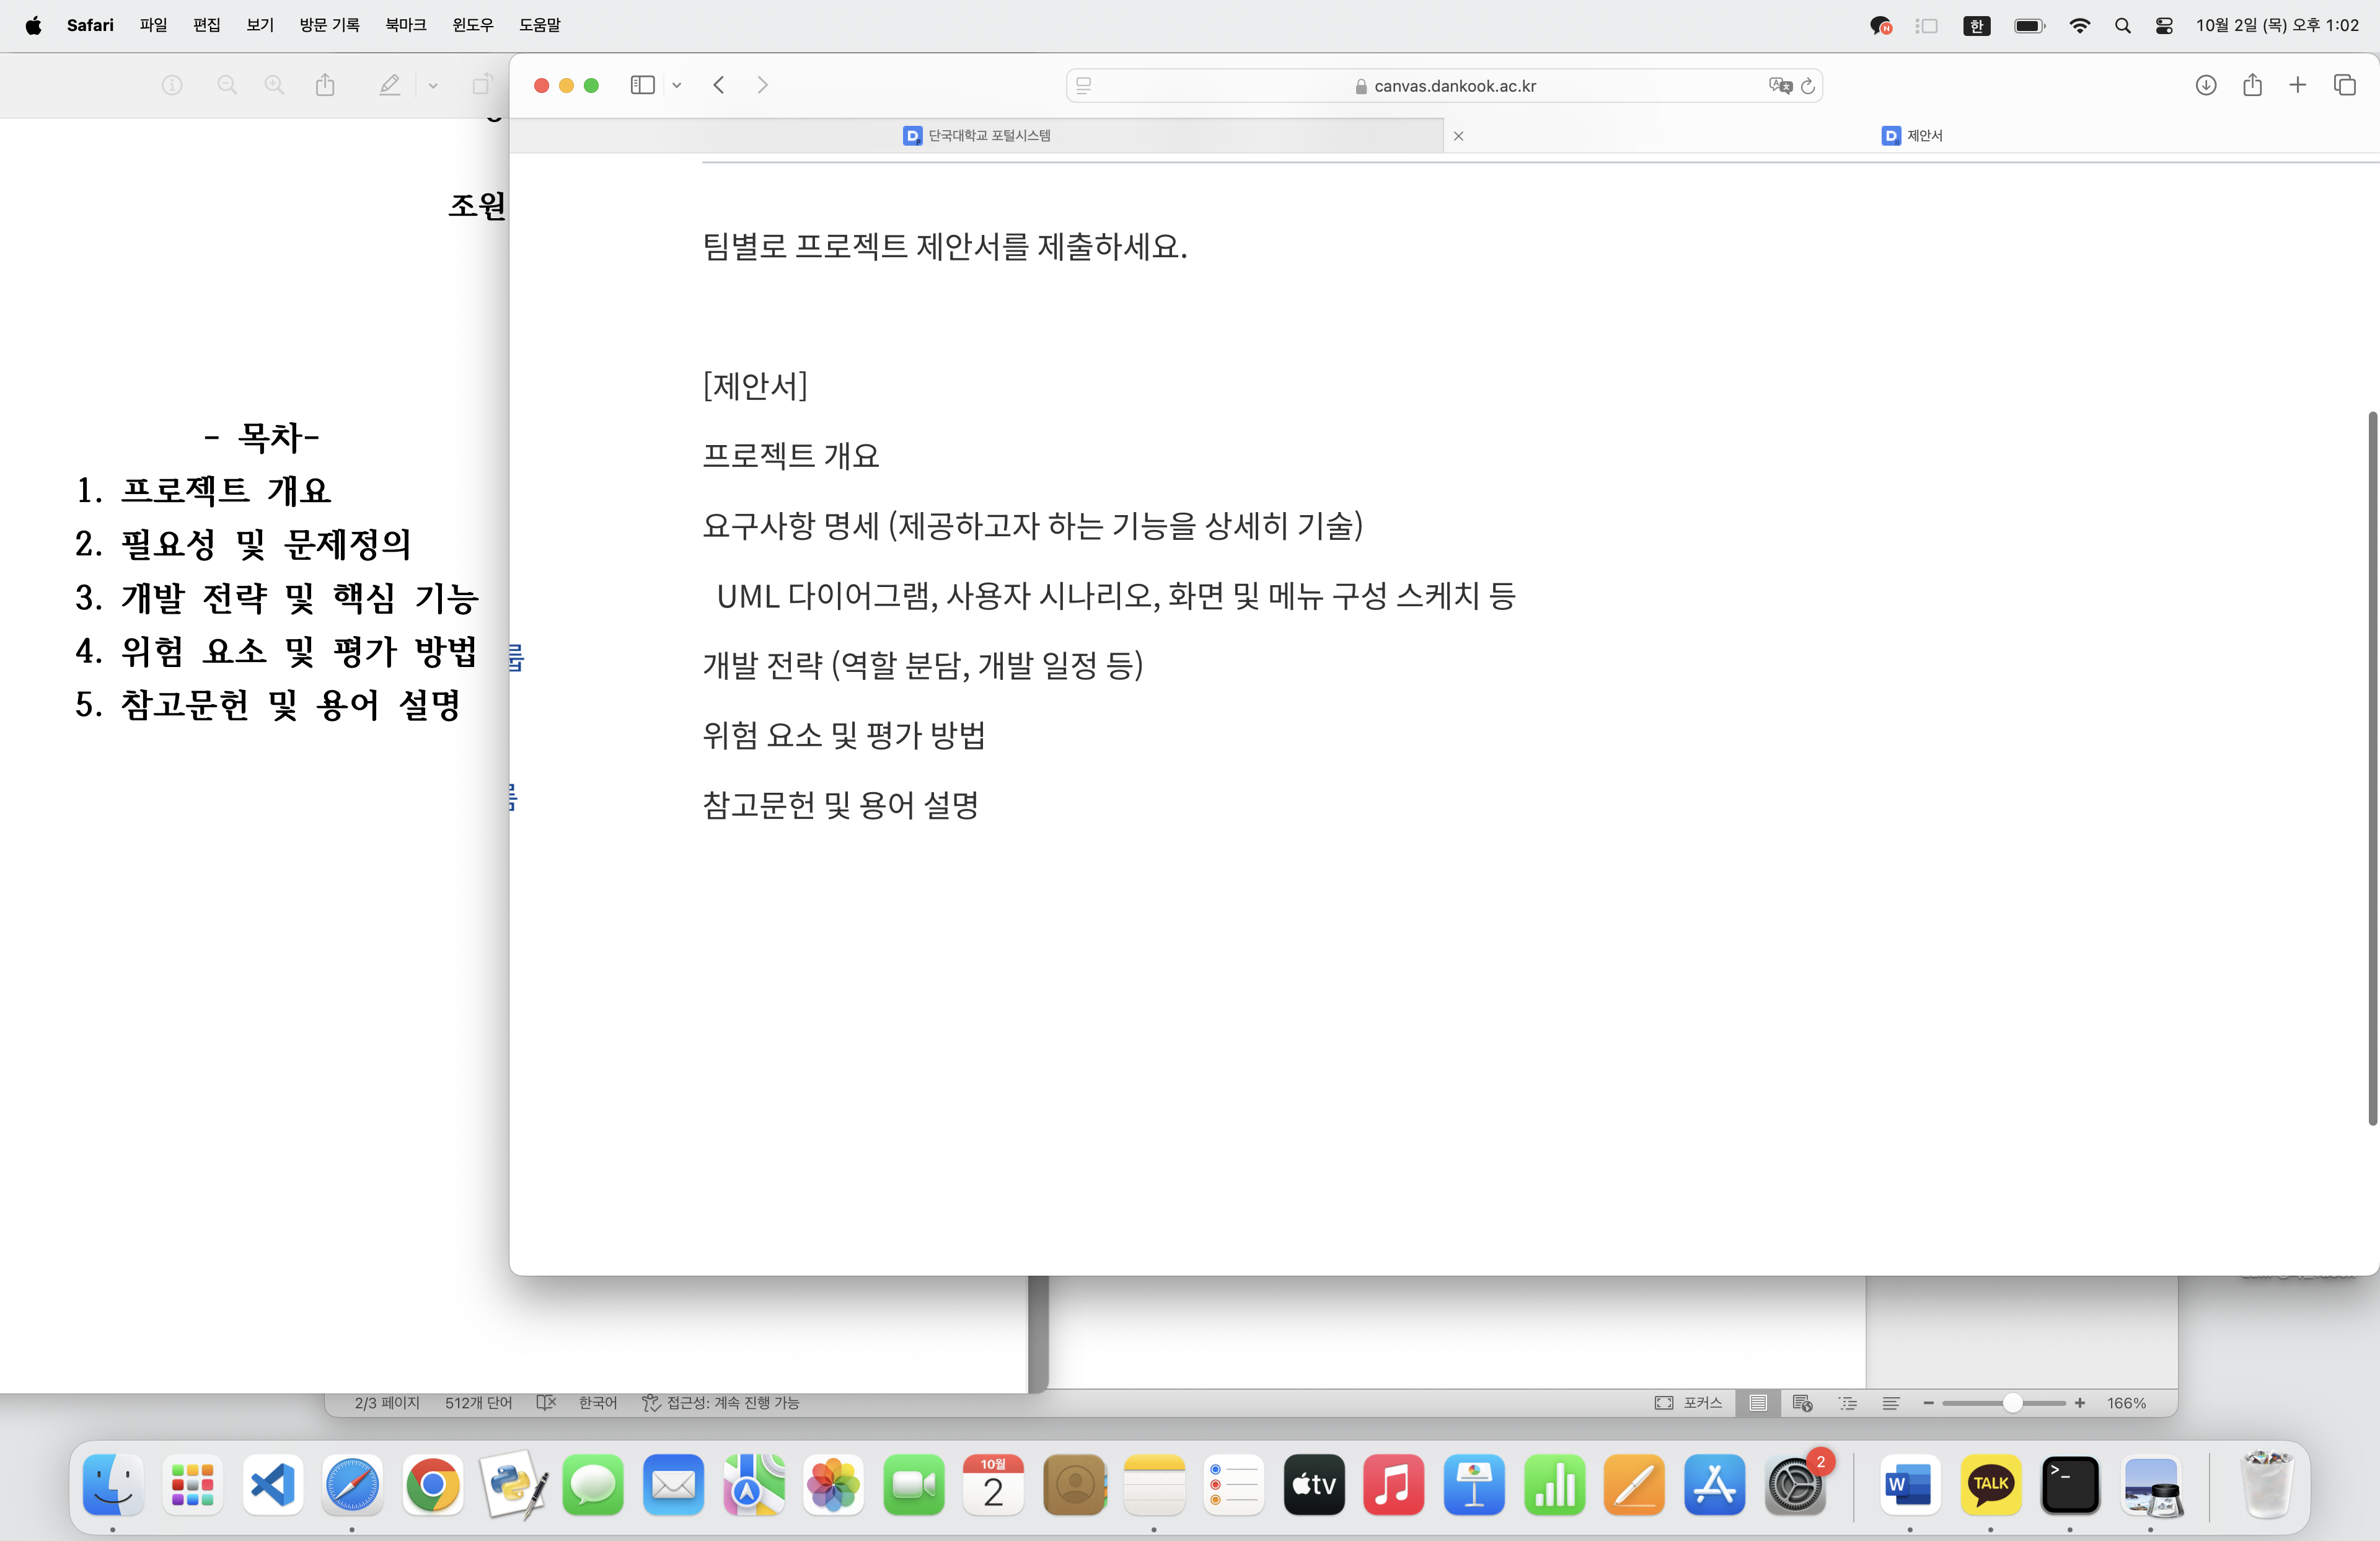 Safari 파일 편집 보기 방문 기록 북마크 윈도우 도움말
한 10월 2일 (목) 오후 1:02
canvas.dankook.ac.kr
단국대학교 포털시스템
제안서
조원
- 목차-
1. 프로젝트 개요
2. 필요성 및 문제정의
3. 개발 전략 및 핵심 기능
4. 위험 요소 및 평가 방법
5. 참고문헌 및 용어 설명
팀별로 프로젝트 제안서를 제출하세요.
[제안서]
프로젝트 개요
요구사항 명세 (제공하고자 하는 기능을 상세히 기술)
UML 다이어그램, 사용자 시나리오, 화면 및 메뉴 구성 스케치 등
개발 전략 (역할 분담, 개발 일정 등)
위험 요소 및 평가 방법
참고문헌 및 용어 설명
2/3 페이지 512개 단어 한국어 접근성: 계속 진행 가능
포커스 166%
10월
2
tv
2
W
TALK